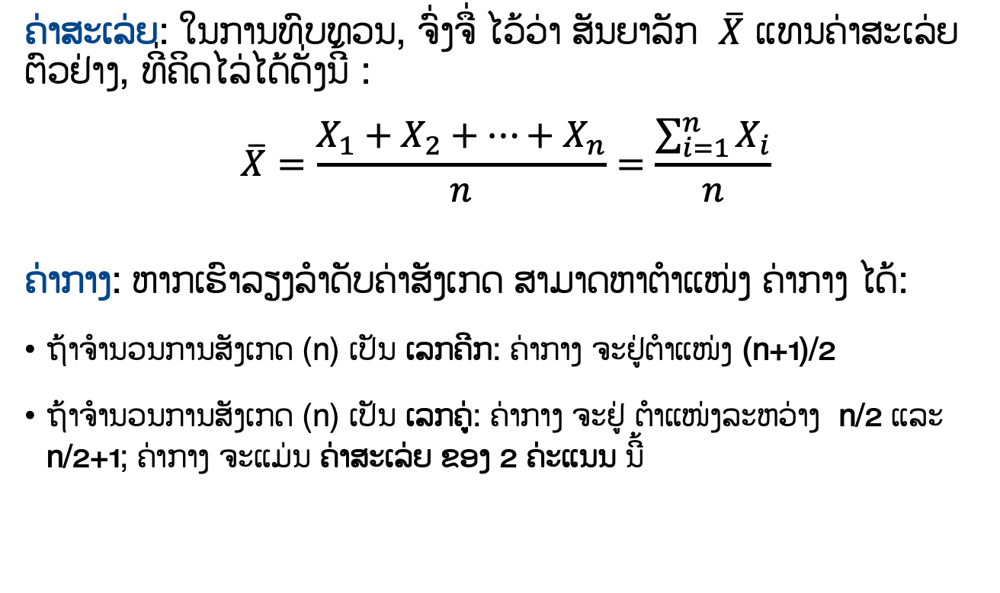 ຄ່າສະເລ່ຍ: ໃນການທົບທວນ, ຈົ່ງຈື່ ໄວ້ວ່າ ສັນຍາລັກ X̄ ແທນຄ່າສະເລ່ຍ
ຕົວຢ່າງ, ທີ່ຄິດໄລ່ໄດ້ດັ່ງນີ້ :
X̄ = (X₁ + X₂ + ⋯ + Xₙ)/n = (∑ⁿᵢ₌₁ Xᵢ)/n
ຄ່າກາງ: ຫາກເຮົາລຽງລໍາດັບຄ່າສັງເກດ ສາມາດຫາຕໍາແໜ່ງ ຄ່າກາງ ໄດ້:
• ຖ້າຈໍານວນການສັງເກດ (n) ເປັນ ເລກຄີກ: ຄ່າກາງ ຈະຢູ່ຕໍາແໜ່ງ (n+1)/2
• ຖ້າຈໍານວນການສັງເກດ (n) ເປັນ ເລກຄູ່: ຄ່າກາງ ຈະຢູ່ ຕໍາແໜ່ງລະຫວ່າງ n/2 ແລະ
n/2+1; ຄ່າກາງ ຈະແມ່ນ ຄ່າສະເລ່ຍ ຂອງ 2 ຄ່ະແນນ ນີ້